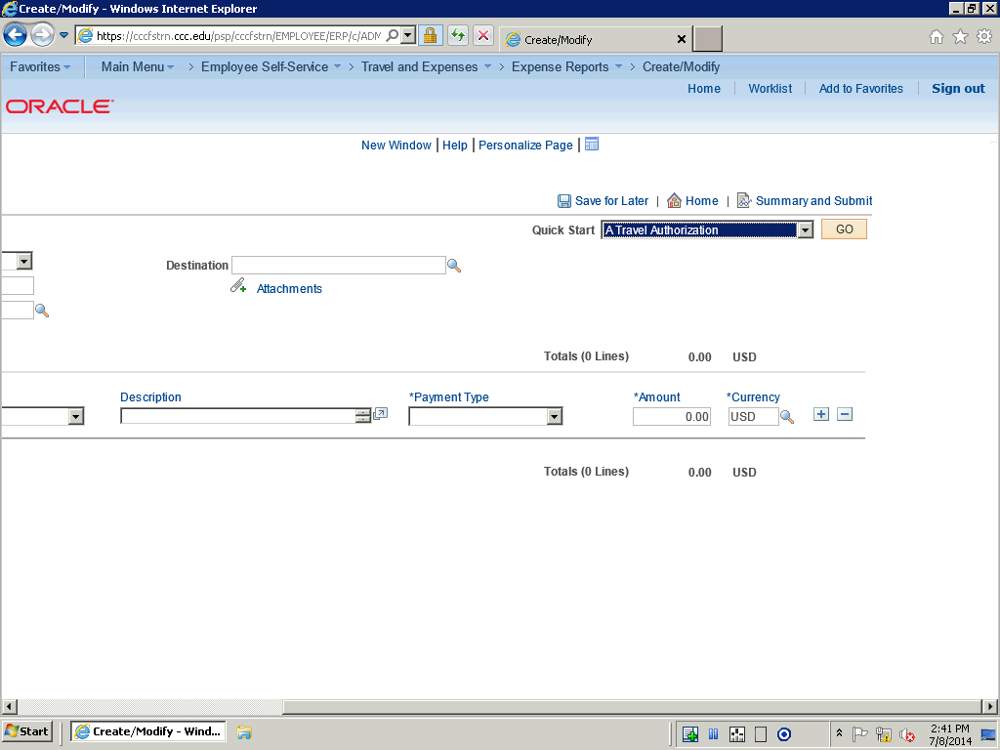 Create/Modify - Windows Internet Explorer
https://cccfstrn.ccc.edu/psp/cccfstrn/EMPLOYEE/ERP/c/ADM
Create/Modify
Favorites Main Menu > Employee Self-Service > Travel and Expenses > Expense Reports > Create/Modify
Home Worklist Add to Favorites Sign out
ORACLE
New Window | Help | Personalize Page |
Save for Later | Home | Summary and Submit
Quick Start A Travel Authorization GO
Destination
Attachments
Totals (0 Lines) 0.00 USD
Description *Payment Type *Amount *Currency
0.00 USD
Totals (0 Lines) 0.00 USD
Start Create/Modify - Wind... 2:41 PM
7/8/2014